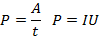 P = A/t   P = IU